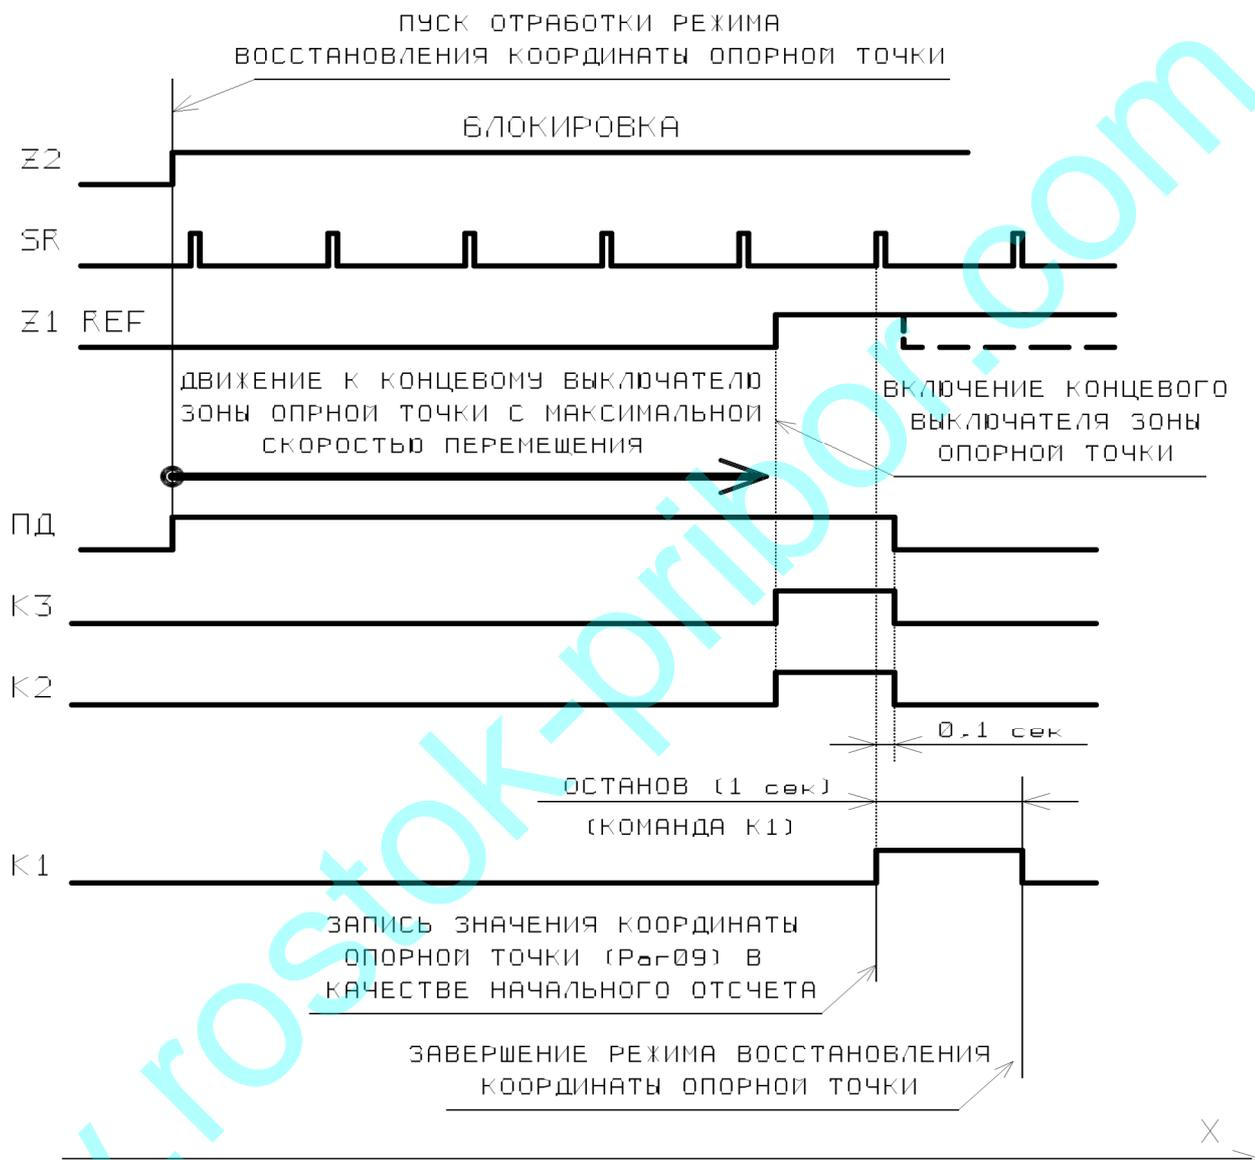 ПУСК ОТРАБОТКИ РЕЖИМА
ВОССТАНОВЛЕНИЯ КООРДИНАТЫ ОПОРНОЙ ТОЧКИ
БЛОКИРОВКА
Z2
SR
Z1 REF
ДВИЖЕНИЕ К КОНЦЕВОМУ ВЫКЛЮЧАТЕЛЮ
ЗОНЫ ОПРНОЙ ТОЧКИ С МАКСИМАЛЬНОЙ
СКОРОСТЬЮ ПЕРЕМЕЩЕНИЯ
ВКЛЮЧЕНИЕ КОНЦЕВОГО
ВЫКЛЮЧАТЕЛЯ ЗОНЫ
ОПОРНОЙ ТОЧКИ
ПД
К3
К2
0,1 сек
ОСТАНОВ (1 сек)
(КОМАНДА К1)
К1
ЗАПИСЬ ЗНАЧЕНИЯ КООРДИНАТЫ
ОПОРНОЙ ТОЧКИ (Par09) В
КАЧЕСТВЕ НАЧАЛЬНОГО ОТСЧЕТА
ЗАВЕРШЕНИЕ РЕЖИМА ВОССТАНОВЛЕНИЯ
КООРДИНАТЫ ОПОРНОЙ ТОЧКИ
X
.rostok-pribor.com